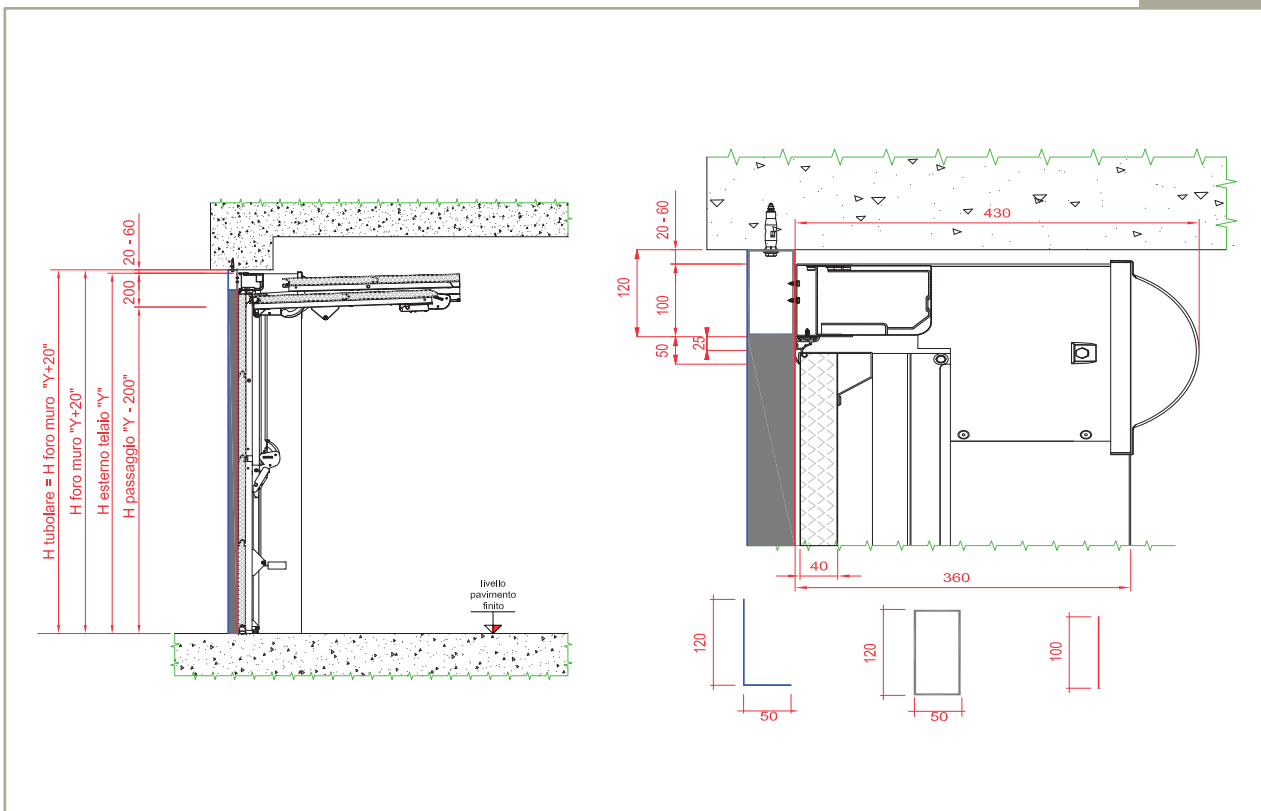 20 - 60
200
H tubolare = H foro muro "Y+20"
H foro muro "Y+20"
H esterno telaio "Y"
H passaggio "Y - 200"
livello
pavimento
finito
430
20 - 60
120
100
25
50
40
360
120
50
120
50
100